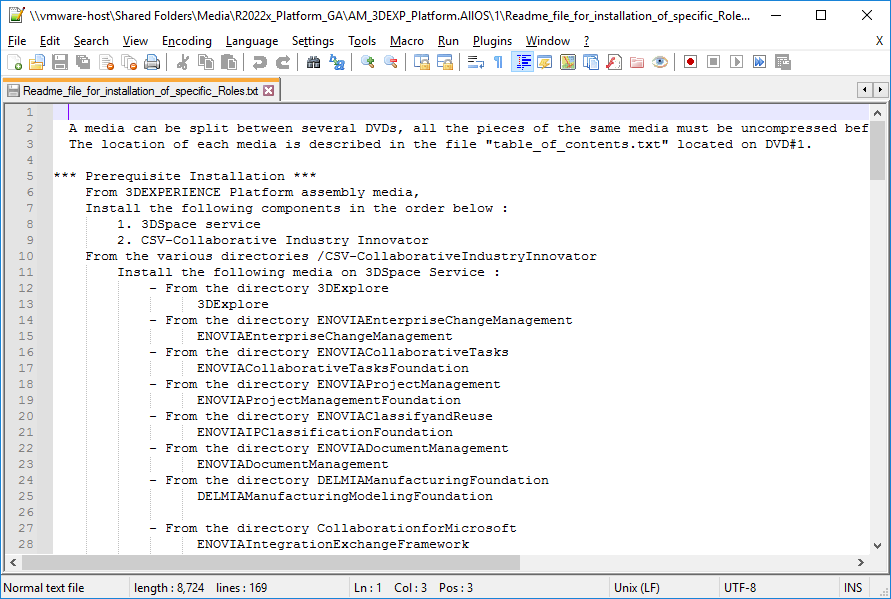 \\vmware-host\Shared Folders\Media\R2022x_Platform_GA\AM_3DEXP_Platform.AllOS\1\Readme_file_for_installation_of_specific_Role...
File Edit Search View Encoding Language Settings Tools Macro Run Plugins Window ? X
Readme_file_for_installation_of_specific_Roles.txt
1
2 A media can be split between several DVDs, all the pieces of the same media must be uncompressed bef
3 The location of each media is described in the file "table_of_contents.txt" located on DVD#1.
4
5 *** Prerequisite Installation ***
6 From 3DEXPERIENCE Platform assembly media,
7 Install the following components in the order below :
8 1. 3DSpace service
9 2. CSV-Collaborative Industry Innovator
10 From the various directories /CSV-CollaborativeIndustryInnovator
11 Install the following media on 3DSpace Service :
12 - From the directory 3DExplore
13 3DExplore
14 - From the directory ENOVIAEnterpriseChangeManagement
15 ENOVIAEnterpriseChangeManagement
16 - From the directory ENOVIACollaborativeTasks
17 ENOVIACollaborativeTasksFoundation
18 - From the directory ENOVIAProjectManagement
19 ENOVIAProjectManagementFoundation
20 - From the directory ENOVIAClassifyandReuse
21 ENOVIAIPClassificationFoundation
22 - From the directory ENOVIADocumentManagement
23 ENOVIADocumentManagement
24 - From the directory DELMIAManufacturingFoundation
25 DELMIAManufacturingModelingFoundation
26
27 - From the directory CollaborationforMicrosoft
28 ENOVIAIntegrationExchangeFramework
Normal text file length : 8,724 lines : 169 Ln : 1 Col : 3 Pos : 3 Unix (LF) UTF-8 INS